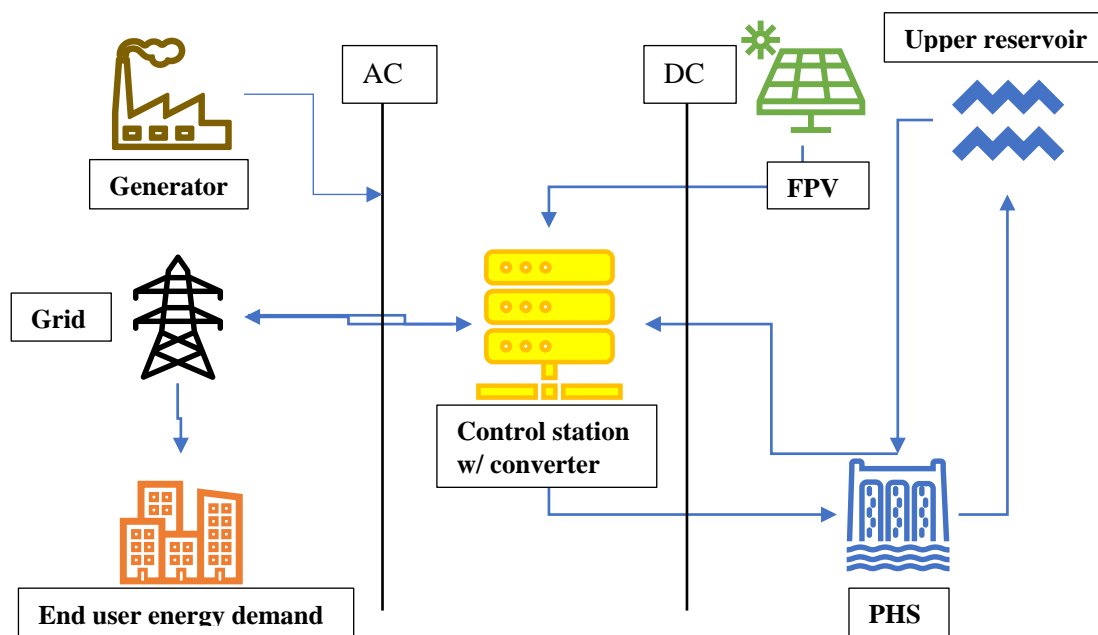 AC
DC
Upper reservoir
Generator
FPV
Grid
Control station
w/ converter
End user energy demand
PHS